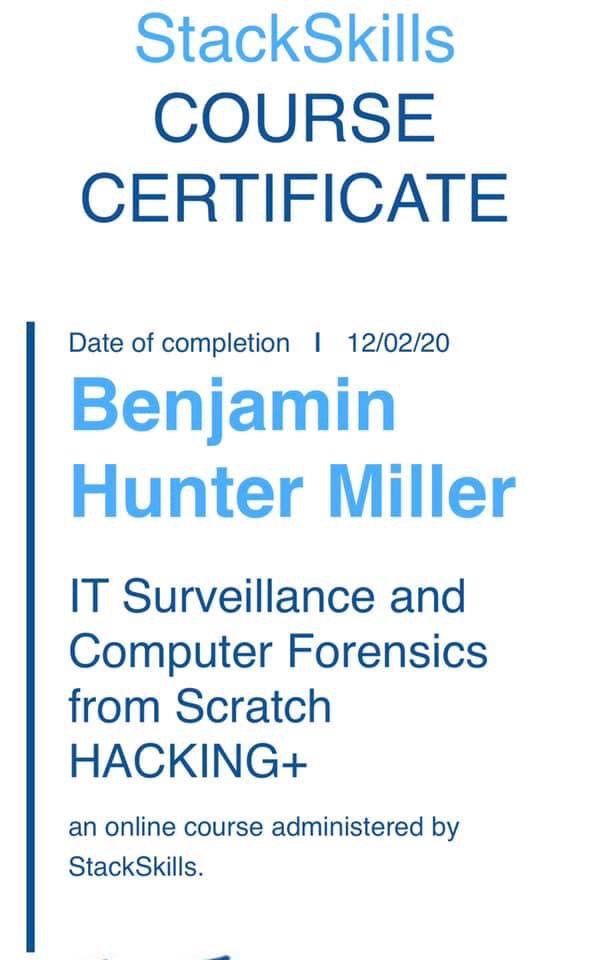 StackSkills
COURSE
CERTIFICATE
Date of completion | 12/02/20
Benjamin
Hunter Miller
IT Surveillance and
Computer Forensics
from Scratch
HACKING+
an online course administered by
StackSkills.